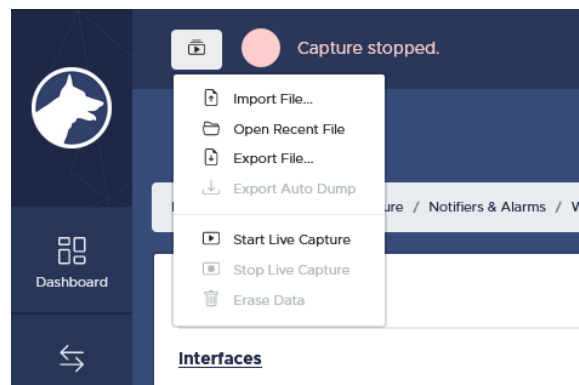 Capture stopped.
Import File...
Open Recent File
Export File...
Export Auto Dump
/ Notifiers & Alarms /
Start Live Capture
Dashboard
Stop Live Capture
Erase Data
Interfaces